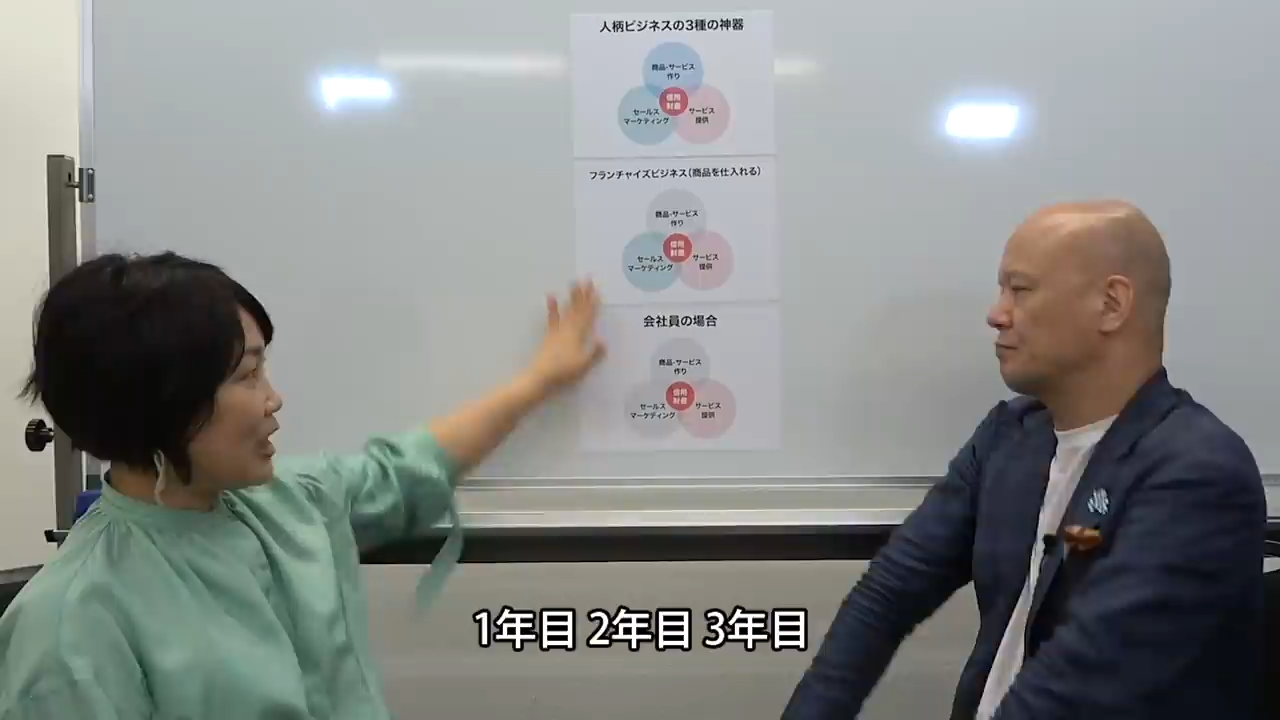 人柄ビジネスの3種の神器
商品・サービス
作り
信用
財産
セールス
マーケティング
サービス
提供
フランチャイズビジネス(商品を仕入れる)
商品・サービス
作り
信用
財産
セールス
マーケティング
サービス
提供
会社員の場合
商品・サービス
作り
信用
財産
セールス
マーケティング
サービス
提供
1年目 2年目 3年目